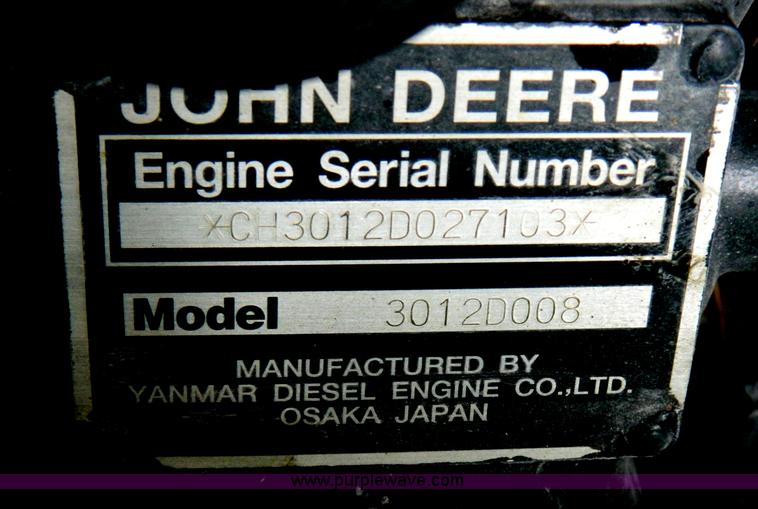 JOHN DEERE
Engine Serial Number
*CH3012D027103*
Model 3012D008
MANUFACTURED BY
YANMAR DIESEL ENGINE CO.,LTD.
OSAKA JAPAN
www.purplewave.com